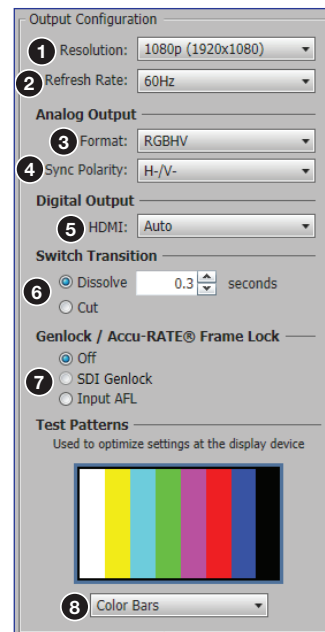 Output Configuration
1 Resolution: 1080p (1920x1080)
2 Refresh Rate: 60Hz
Analog Output
3 Format: RGBHV
4 Sync Polarity: H-/V-
Digital Output
5 HDMI: Auto
Switch Transition
6 Dissolve 0.3 seconds
Cut
Genlock / Accu-RATE® Frame Lock
Off
7 SDI Genlock
Input AFL
Test Patterns
Used to optimize settings at the display device
8 Color Bars